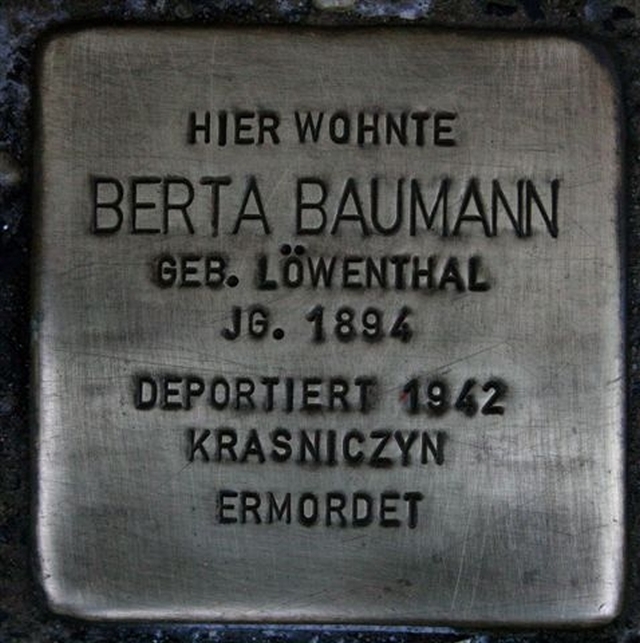 HIER WOHNTE
BERTA BAUMANN
GEB. LÖWENTHAL
JG. 1894
DEPORTIERT 1942
KRASNICZYN
ERMORDET